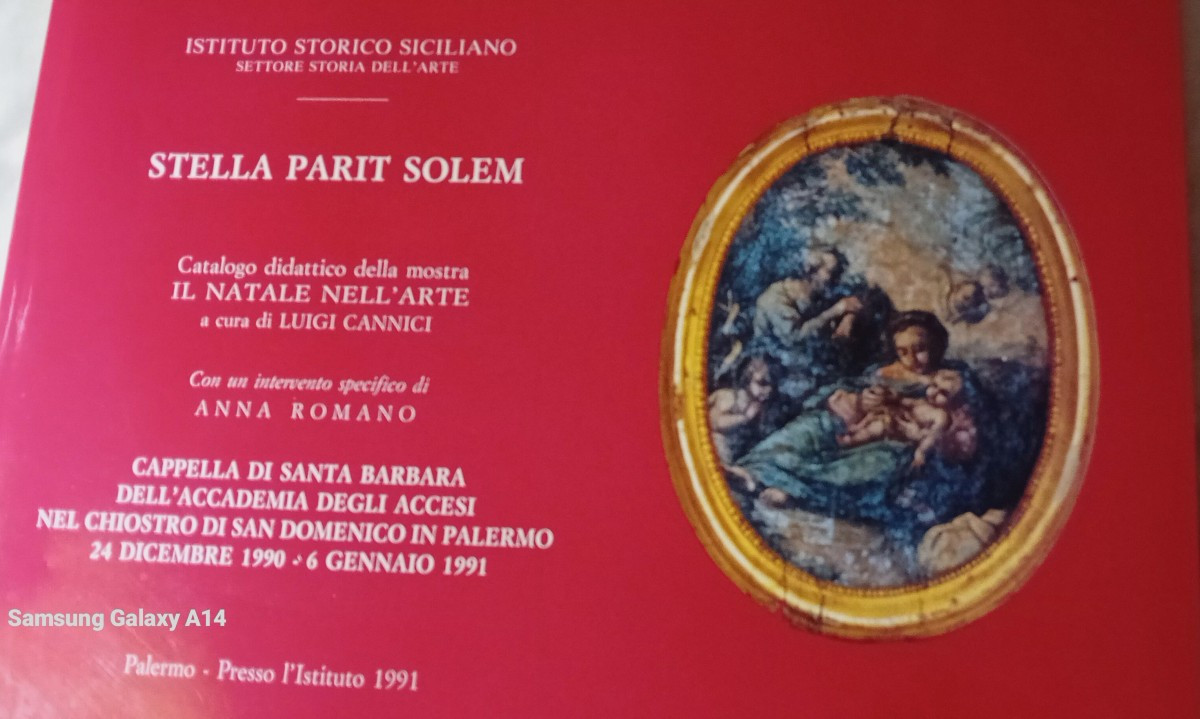 ISTITUTO STORICO SICILIANO
SETTORE STORIA DELL'ARTE
STELLA PARIT SOLEM
Catalogo didattico della mostra
IL NATALE NELL'ARTE
a cura di LUIGI CANNICI
Con un intervento specifico di
ANNA ROMANO
CAPPELLA DI SANTA BARBARA
DELL'ACCADEMIA DEGLI ACCESI
NEL CHIOSTRO DI SAN DOMENICO IN PALERMO
24 DICEMBRE 1990 - 6 GENNAIO 1991
Samsung Galaxy A14
Palermo - Presso l'Istituto 1991